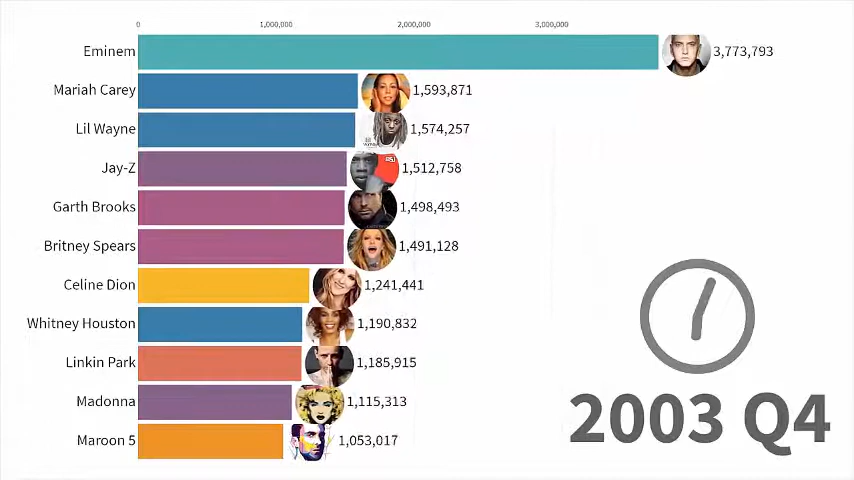 0 1,000,000 2,000,000 3,000,000
Eminem 3,773,793
Mariah Carey 1,593,871
Lil Wayne 1,574,257
Jay-Z 1,512,758
Garth Brooks 1,498,493
Britney Spears 1,491,128
Celine Dion 1,241,441
Whitney Houston 1,190,832
Linkin Park 1,185,915
Madonna 1,115,313
Maroon 5 1,053,017
2003 Q4